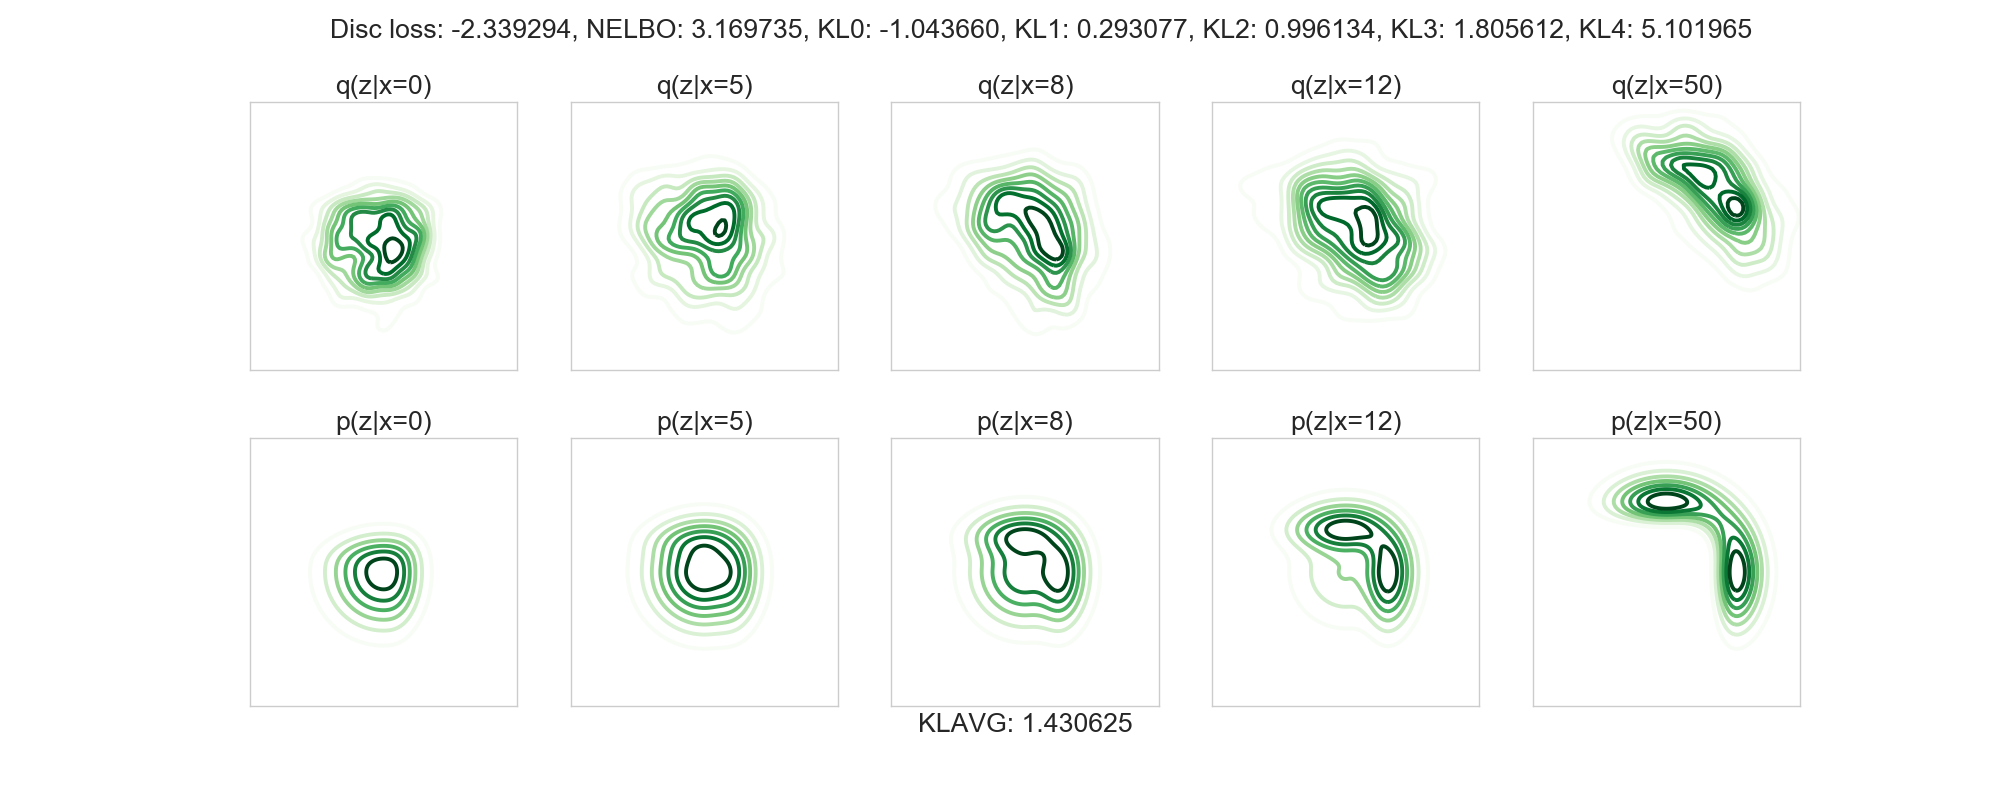 Disc loss: -2.339294, NELBO: 3.169735, KL0: -1.043660, KL1: 0.293077, KL2: 0.996134, KL3: 1.805612, KL4: 5.101965
q(z|x=0) q(z|x=5) q(z|x=8) q(z|x=12) q(z|x=50)
p(z|x=0) p(z|x=5) p(z|x=8) p(z|x=12) p(z|x=50)
KLAVG: 1.430625